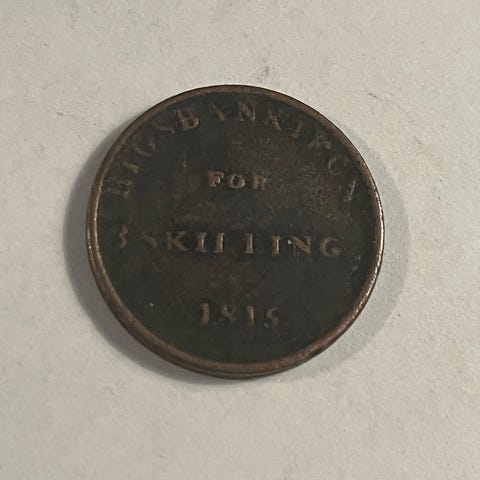 RIGSBANKTEGN
FOR
3 SKILLING
1815